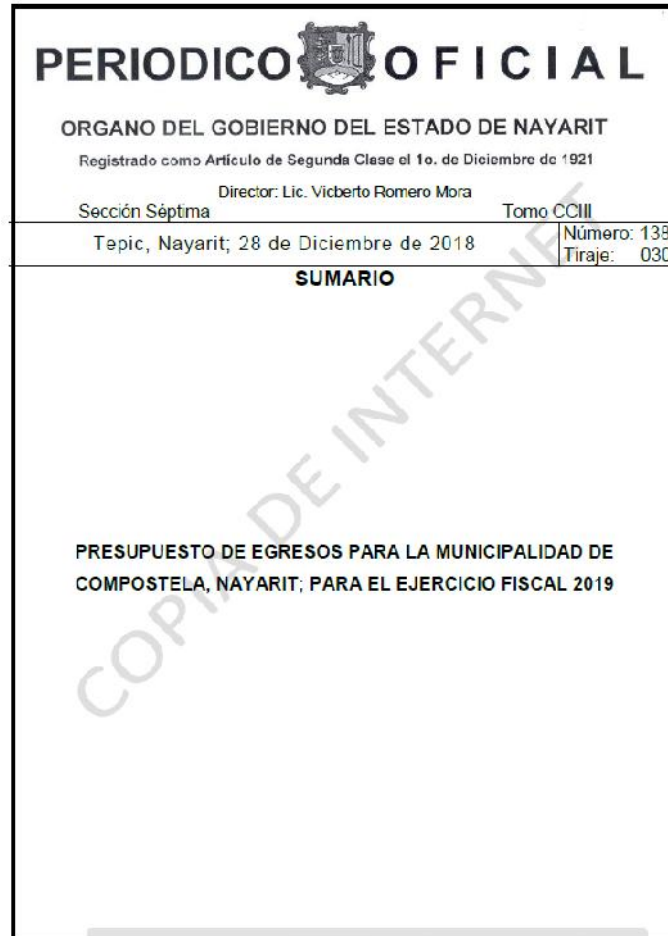 PERIODICO OFICIAL
ORGANO DEL GOBIERNO DEL ESTADO DE NAYARIT
Registrado como Artículo de Segunda Clase el 1o. de Diciembre de 1921
Director: Lic. Vicberto Romero Mora
Sección Séptima Tomo CCIII
Tepic, Nayarit; 28 de Diciembre de 2018
Número: 138
Tiraje: 030
SUMARIO
PRESUPUESTO DE EGRESOS PARA LA MUNICIPALIDAD DE
COMPOSTELA, NAYARIT; PARA EL EJERCICIO FISCAL 2019
COPIA DE INTERNET